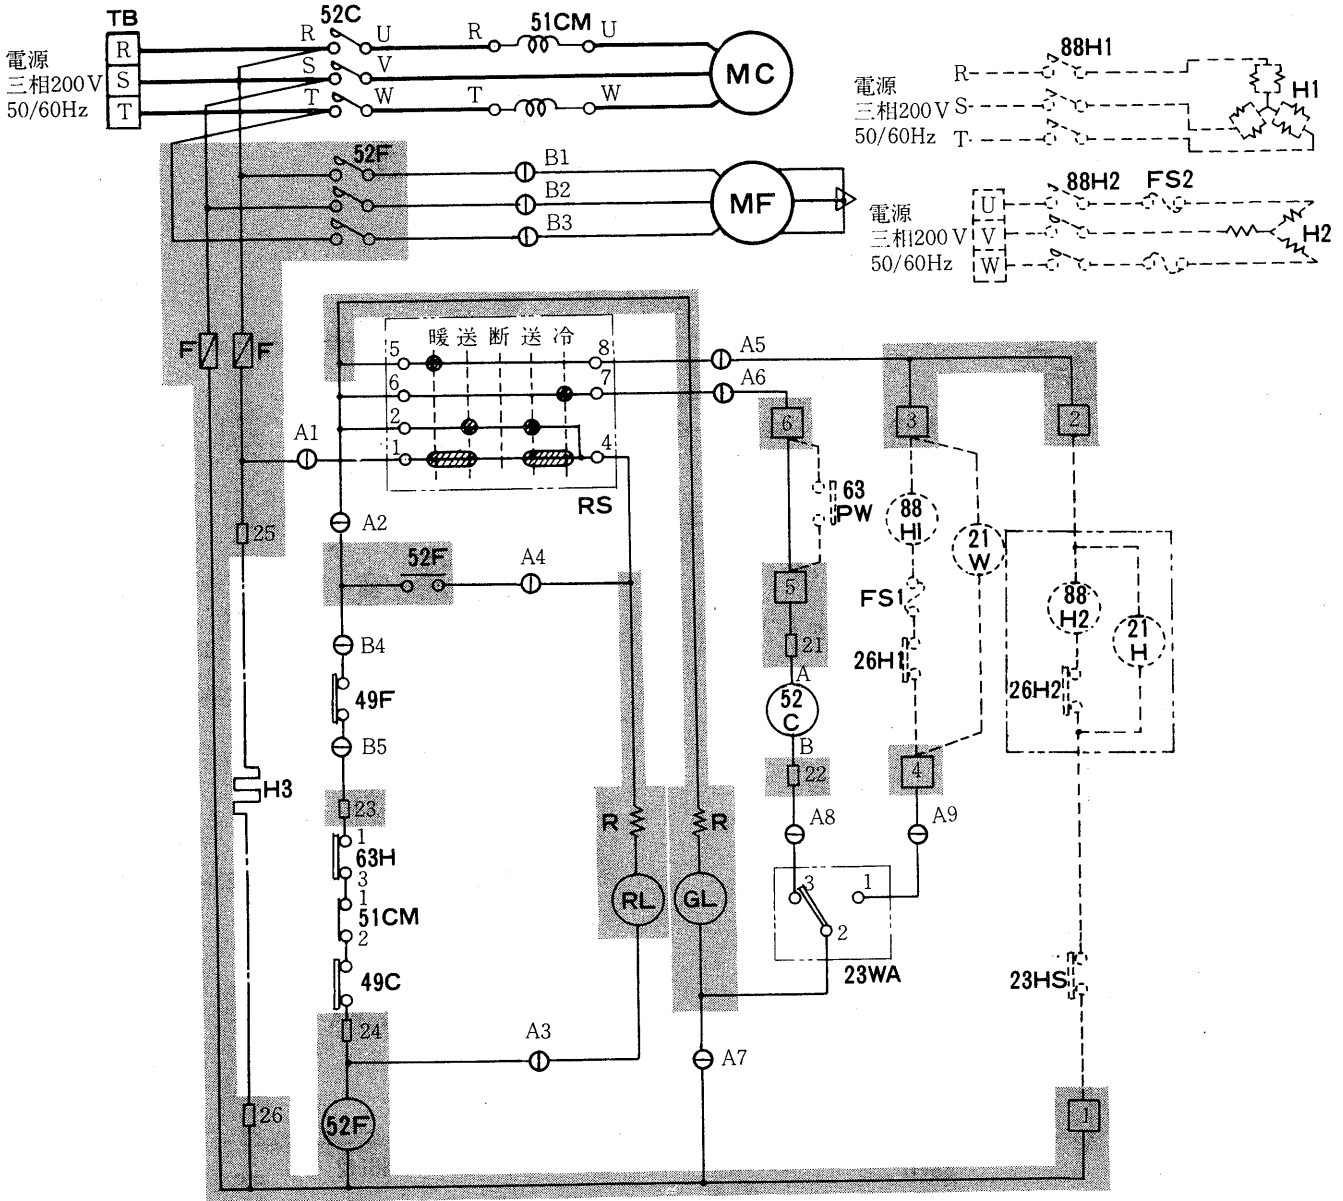 TB
電源
三相200V
50/60Hz
R
S
T
R 52C U
S V
T W
R 51CM U
T W
MC
52F
B1
B2
B3
MF
電源
三相200V
50/60Hz
R
S
T
88H1
H1
電源
三相200V
50/60Hz
U
V
W
88H2
FS2
H2
F
F
暖 送 断 送 冷
5 8
6 7
2
1 4
RS
A1
A2
A5
A6
25
52F
A4
B4
49F
B5
23
1
63H
3
1
51CM
2
49C
24
A3
52F
H3
26
R
RL
R
GL
A7
6
63
PW
5
21
A
52
C
B
22
A8
3
1
2
23WA
3
88
H1
21
W
FS1
26H1
4
A9
2
88
H2
21
H
26H2
23HS
1